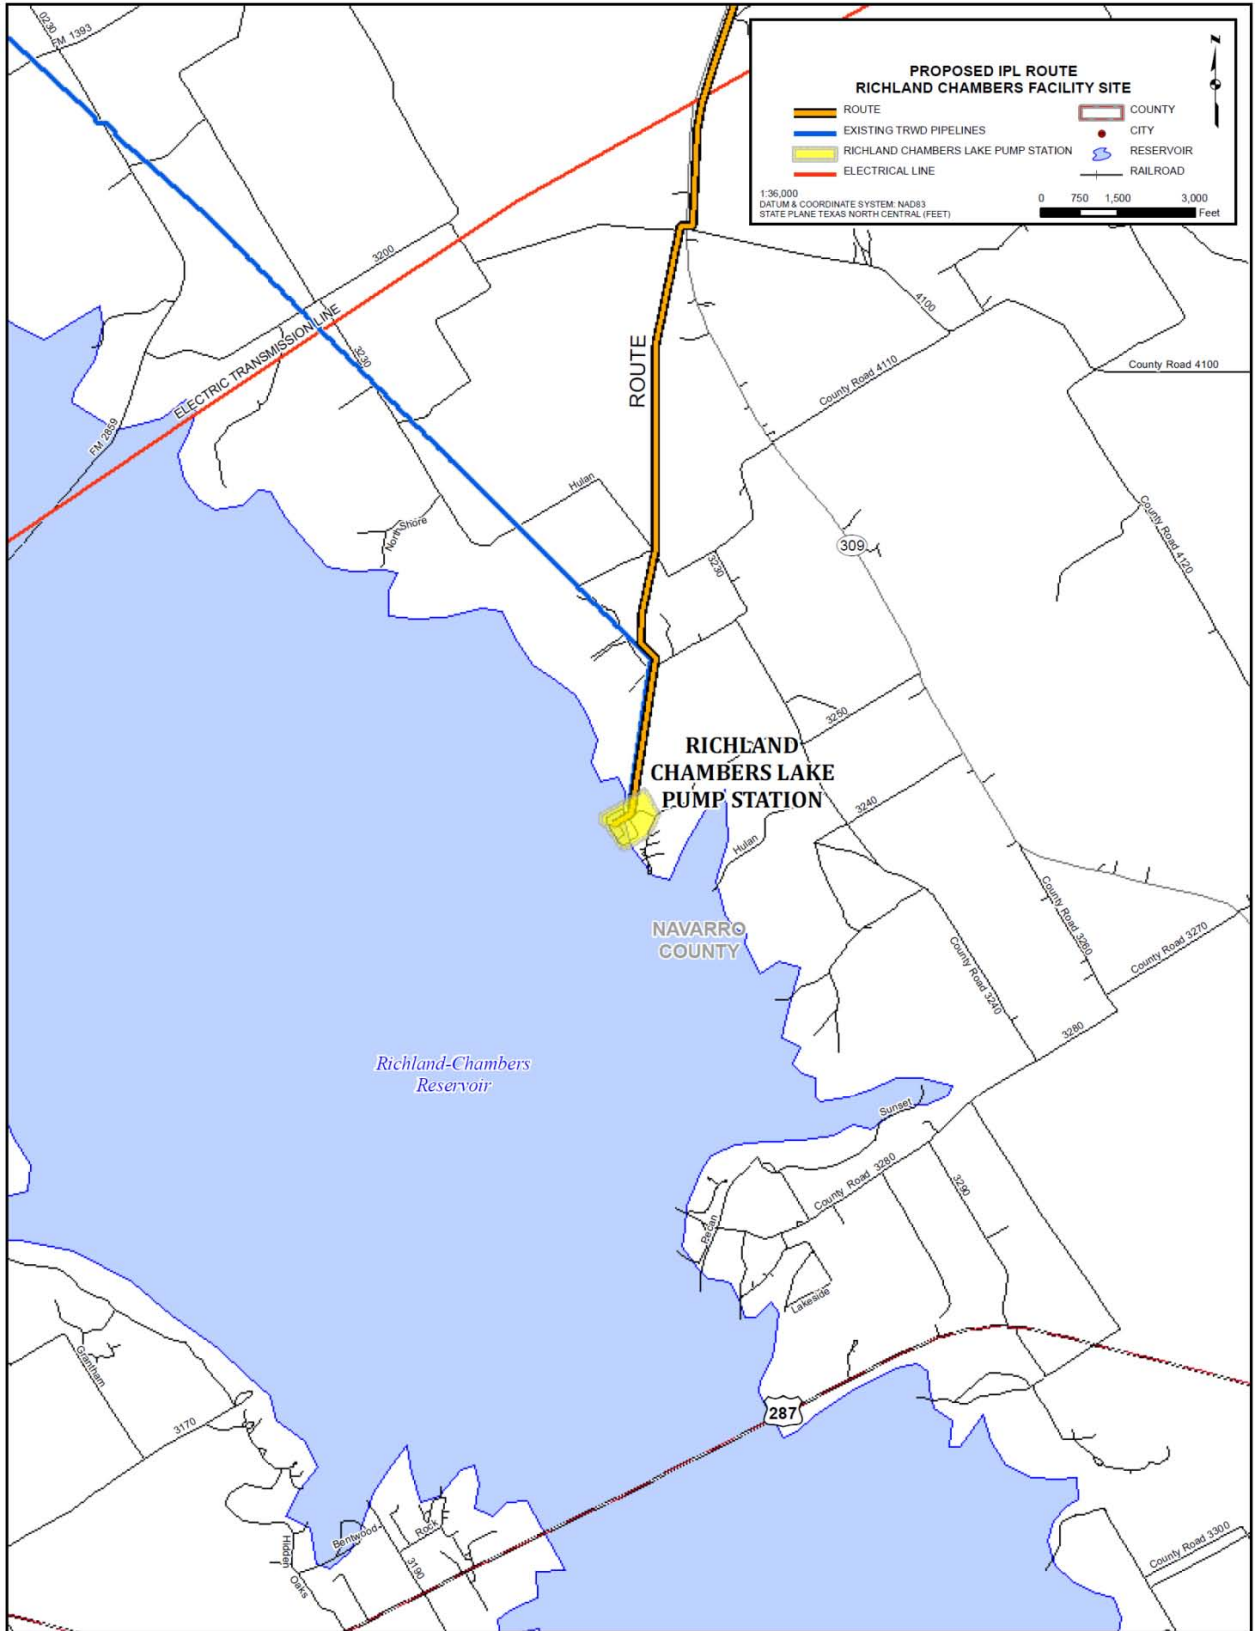 0230
FM 1393
PROPOSED IPL ROUTE
RICHLAND CHAMBERS FACILITY SITE
N
ROUTE
EXISTING TRWD PIPELINES
RICHLAND CHAMBERS LAKE PUMP STATION
ELECTRICAL LINE
COUNTY
CITY
RESERVOIR
RAILROAD
1:36,000
DATUM & COORDINATE SYSTEM: NAD83
STATE PLANE TEXAS NORTH CENTRAL (FEET)
0 750 1,500 3,000
Feet
3200
4100
ELECTRIC TRANSMISSION LINE
3230
ROUTE
County Road 4110
County Road 4100
FM 2859
Hulan
North Shore
309
County Road 4120
3230
3250
RICHLAND
CHAMBERS LAKE
PUMP STATION
3240
Hulan
NAVARRO
COUNTY
County Road 3260
County Road 3270
County Road 3240
3280
Richland-Chambers
Reservoir
Sunset
County Road 3280
3290
Pecan
Lakeside
Grantham
287
3170
Bentwood
Rock
Hidden
Oaks
3190
County Road 3300